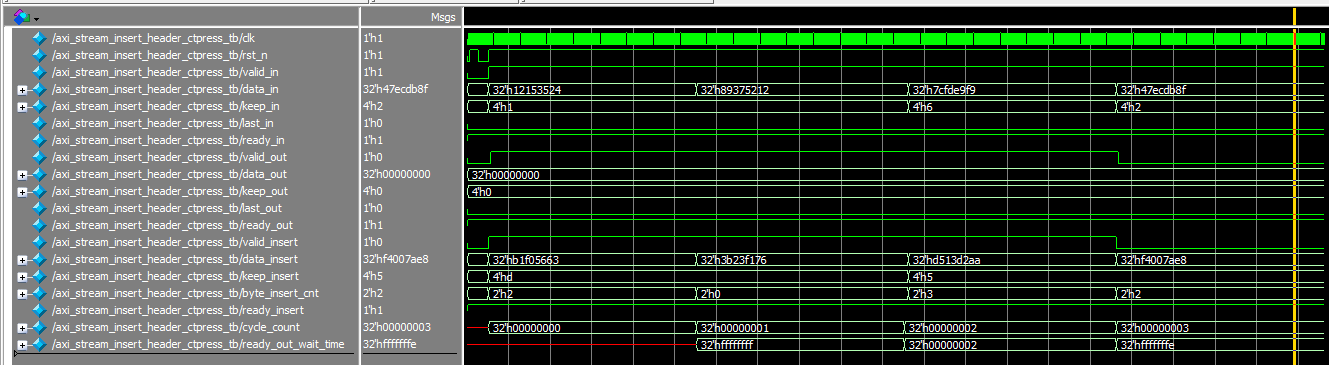 Msgs
/axi_stream_insert_header_ctpress_tb/clk 1'h1
/axi_stream_insert_header_ctpress_tb/rst_n 1'h1
/axi_stream_insert_header_ctpress_tb/valid_in 1'h1
/axi_stream_insert_header_ctpress_tb/data_in 32'h47ecdb8f 32'h12153524 32'h89375212 32'h7cfde9f9 32'h47ecdb8f
/axi_stream_insert_header_ctpress_tb/keep_in 4'h2 4'h1 4'h6 4'h2
/axi_stream_insert_header_ctpress_tb/last_in 1'h0
/axi_stream_insert_header_ctpress_tb/ready_in 1'h1
/axi_stream_insert_header_ctpress_tb/valid_out 1'h0
/axi_stream_insert_header_ctpress_tb/data_out 32'h00000000 32'h00000000
/axi_stream_insert_header_ctpress_tb/keep_out 4'h0 4'h0
/axi_stream_insert_header_ctpress_tb/last_out 1'h0
/axi_stream_insert_header_ctpress_tb/ready_out 1'h1
/axi_stream_insert_header_ctpress_tb/valid_insert 1'h0
/axi_stream_insert_header_ctpress_tb/data_insert 32'hf4007ae8 32'hb1f05663 32'h3b23f176 32'hd513d2aa 32'hf4007ae8
/axi_stream_insert_header_ctpress_tb/keep_insert 4'h5 4'hd 4'h5
/axi_stream_insert_header_ctpress_tb/byte_insert_cnt 2'h2 2'h2 2'h0 2'h3 2'h2
/axi_stream_insert_header_ctpress_tb/ready_insert 1'h1
/axi_stream_insert_header_ctpress_tb/cycle_count 32'h00000003 32'h00000000 32'h00000001 32'h00000002 32'h00000003
/axi_stream_insert_header_ctpress_tb/ready_out_wait_time 32'hfffffffe 32'hffffffff 32'h00000002 32'hfffffffe